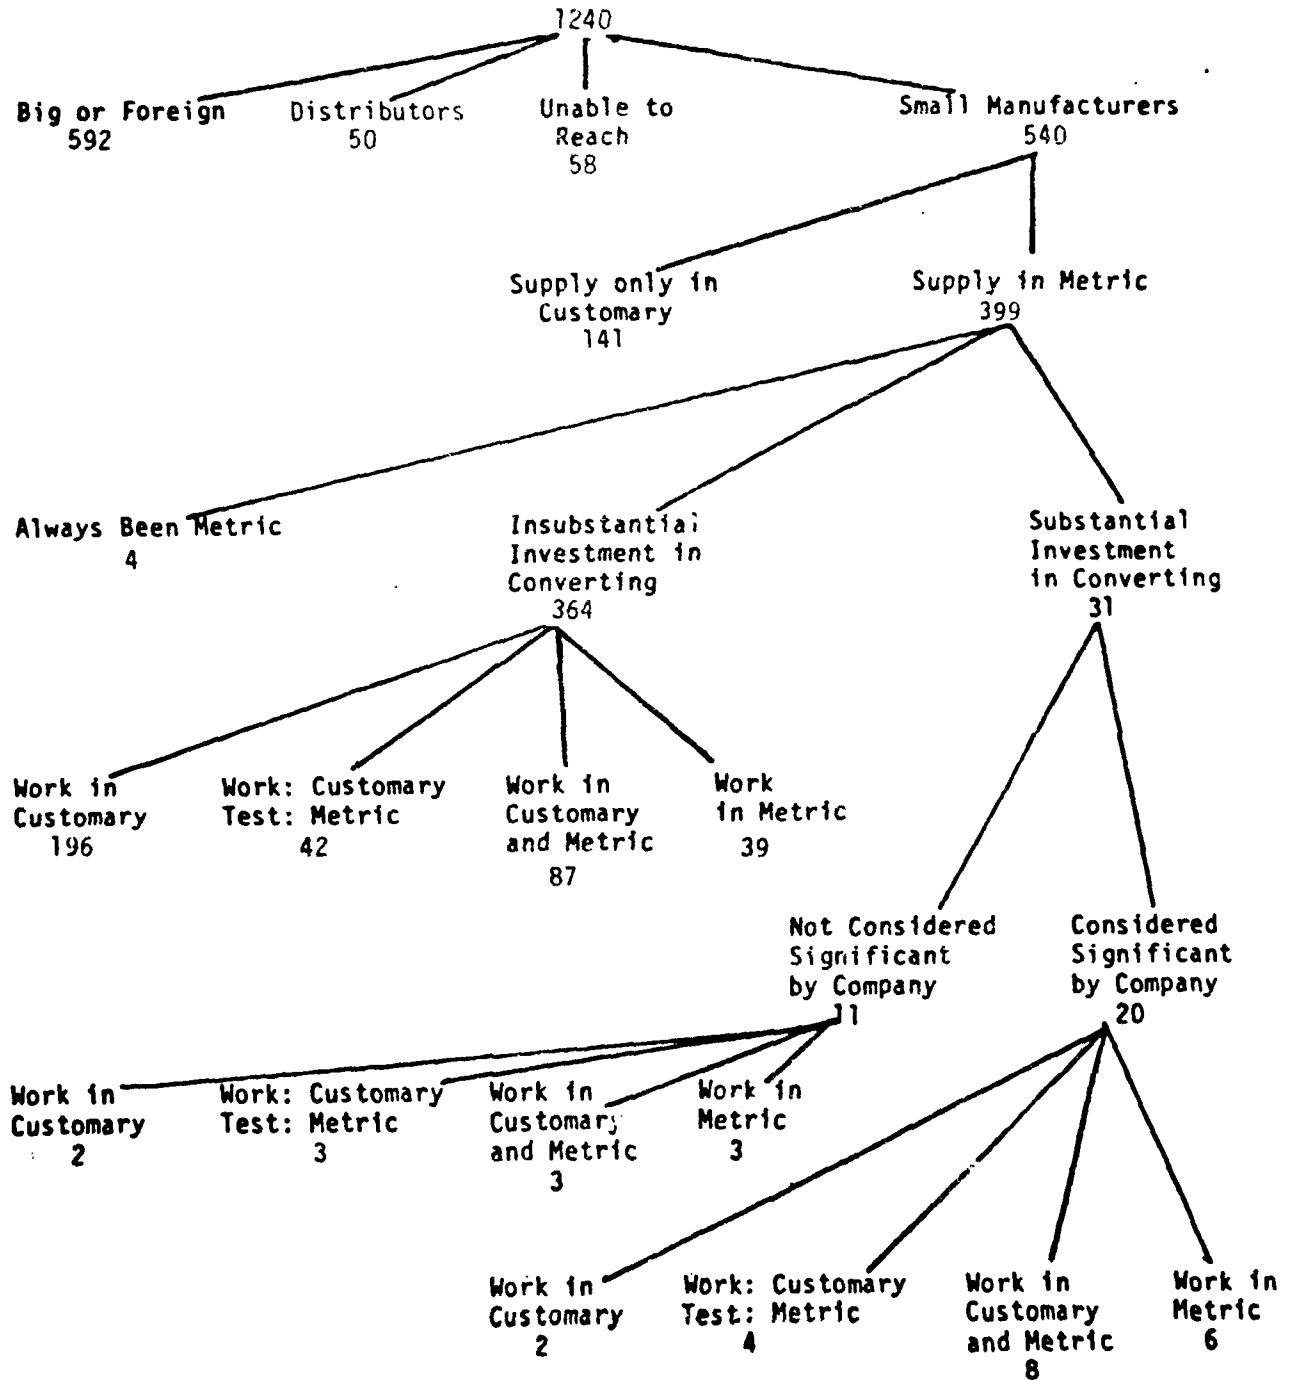 1240
Big or Foreign
592
Distributors
50
Unable to
Reach
58
Small Manufacturers
540
Supply only in
Customary
141
Supply in Metric
399
Always Been Metric
4
Insubstantial
Investment in
Converting
364
Substantial
Investment
in Converting
31
Work in
Customary
196
Work: Customary
Test: Metric
42
Work in
Customary
and Metric
87
Work
in Metric
39
Not Considered
Significant
by Company
11
Considered
Significant
by Company
20
Work in
Customary
2
Work: Customary
Test: Metric
3
Work in
Customary
and Metric
3
Work in
Metric
3
Work in
Customary
2
Work: Customary
Test: Metric
4
Work in
Customary
and Metric
8
Work in
Metric
6